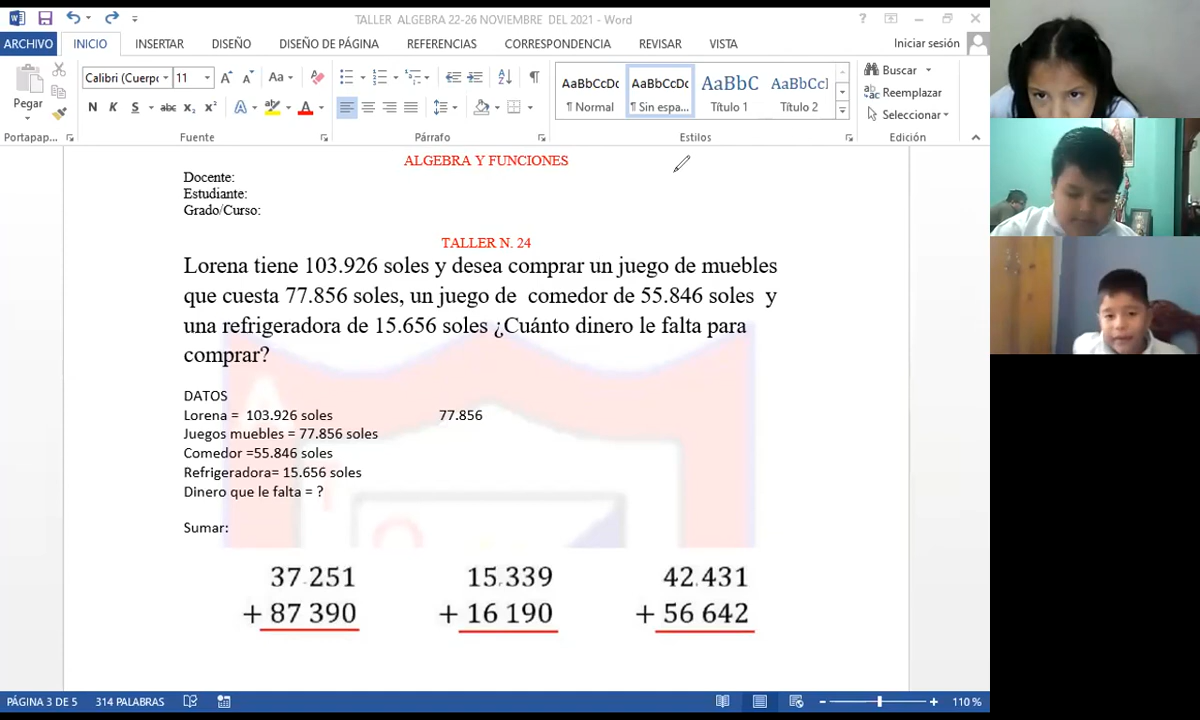 TALLER ALGEBRA 22-26 NOVIEMBRE DEL 2021 - Word
ARCHIVO INICIO INSERTAR DISEÑO DISEÑO DE PÁGINA REFERENCIAS CORRESPONDENCIA REVISAR VISTA Iniciar sesión
Calibri (Cuerpo 11 Aa
Pegar
N K S abc x₂ x² A A
AaBbCcDc AaBbCcDc AaBbC AaBbCcI
¶ Normal ¶ Sin espa... Título 1 Título 2
Buscar
Reemplazar
Seleccionar
Portapap... Fuente Párrafo Estilos Edición
ALGEBRA Y FUNCIONES
Docente:
Estudiante:
Grado/Curso:
TALLER N. 24
Lorena tiene 103.926 soles y desea comprar un juego de muebles
que cuesta 77.856 soles, un juego de comedor de 55.846 soles y
una refrigeradora de 15.656 soles ¿Cuánto dinero le falta para
comprar?
DATOS
Lorena = 103.926 soles 77.856
Juegos muebles = 77.856 soles
Comedor =55.846 soles
Refrigeradora= 15.656 soles
Dinero que le falta = ?
Sumar:
37 251 15 339 42 431
+ 87 390 + 16 190 + 56 642
PÁGINA 3 DE 5 314 PALABRAS 110 %